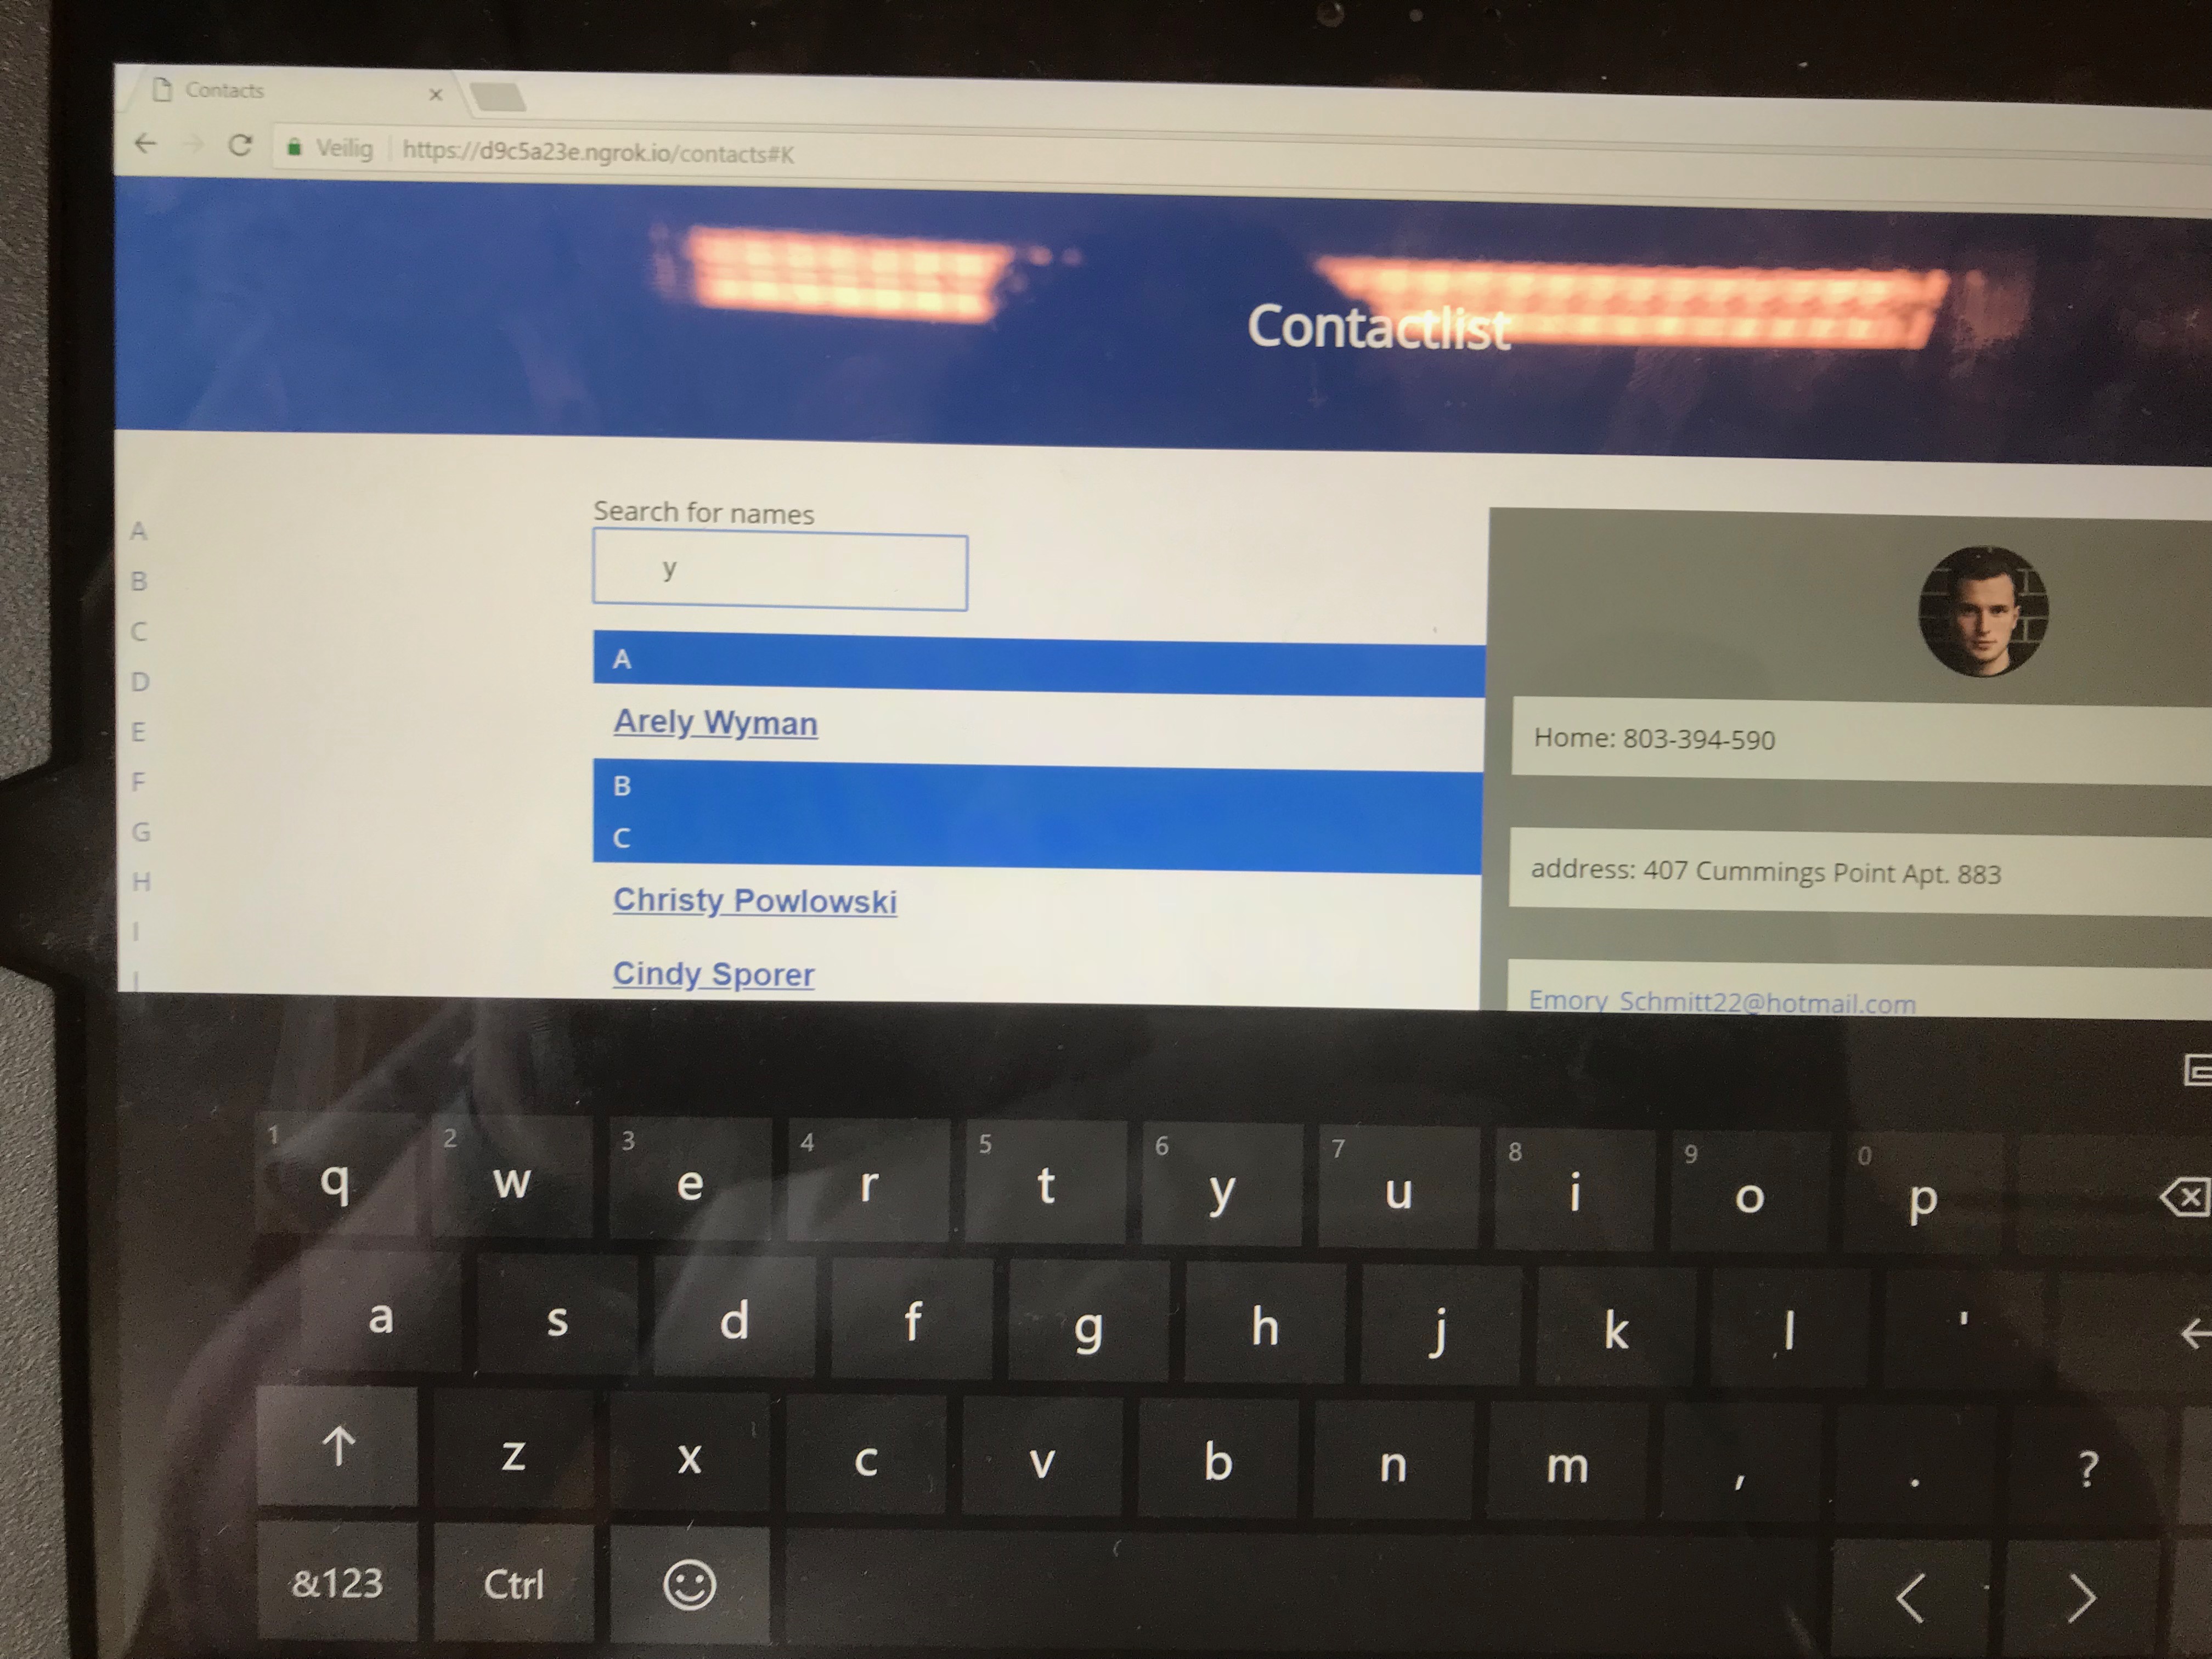 Contacts
Veilig https://d9c5a23e.ngrok.io/contacts#K
Contactlist
A
B
C
D
E
F
G
H
I
Search for names
y
A
Arely Wyman
B
C
Christy Powlowski
Cindy Sporer
Home: 803-394-590
address: 407 Cummings Point Apt. 883
Emory_Schmitt22@hotmail.com
1 2 3 4 5 6 7 8 9 0
q w e r t y u i o p
a s d f g h j k l '
z x c v b n m , . ?
&123 Ctrl